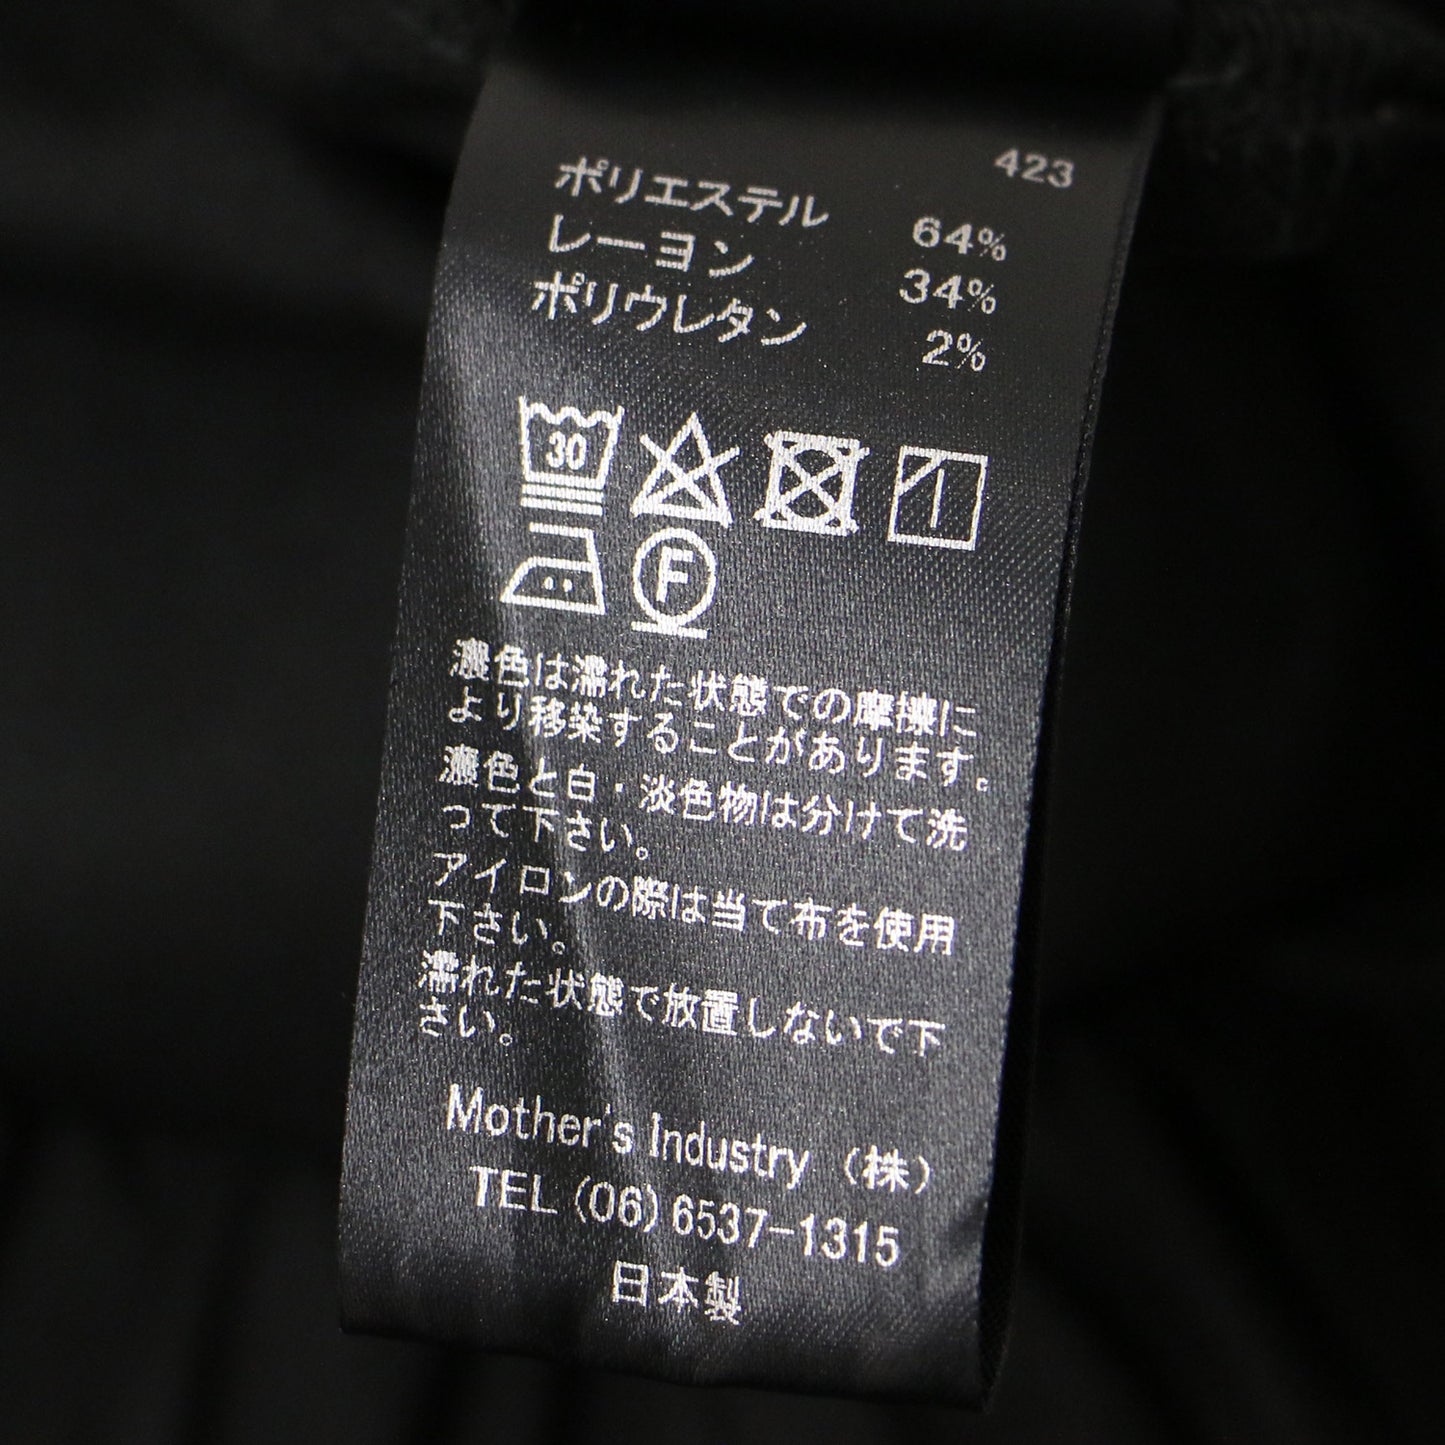 423
ポリエステル 64%
レーヨン 34%
ポリウレタン 2%
30
F
濃色は濡れた状態での摩擦に
より移染することがあります。
濃色と白・淡色物は分けて洗
って下さい。
アイロンの際は当て布を使用
下さい。
濡れた状態で放置しないで下
さい。
Mother's Industry (株)
TEL (06) 6537-1315
日本製